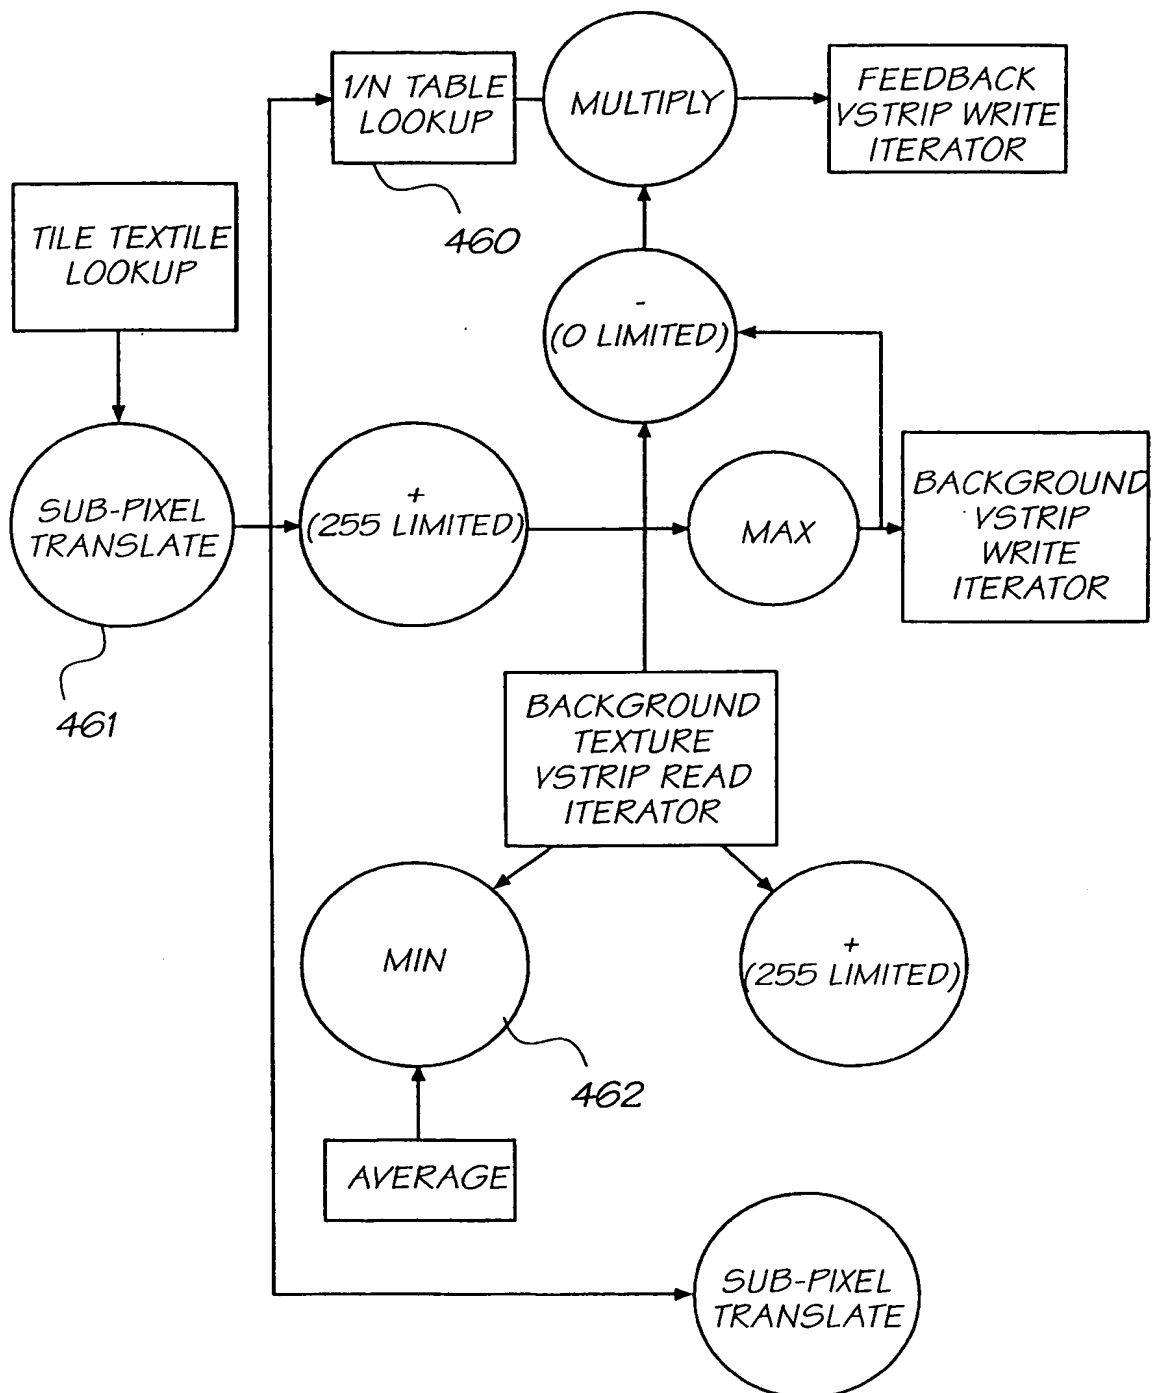 1/N TABLE
LOOKUP
MULTIPLY
FEEDBACK
VSTRIP WRITE
ITERATOR
460
TILE TEXTILE
LOOKUP
-
(0 LIMITED)
SUB-PIXEL
TRANSLATE
+
(255 LIMITED)
MAX
BACKGROUND
VSTRIP
WRITE
ITERATOR
461
BACKGROUND
TEXTURE
VSTRIP READ
ITERATOR
MIN
+
(255 LIMITED)
462
AVERAGE
SUB-PIXEL
TRANSLATE